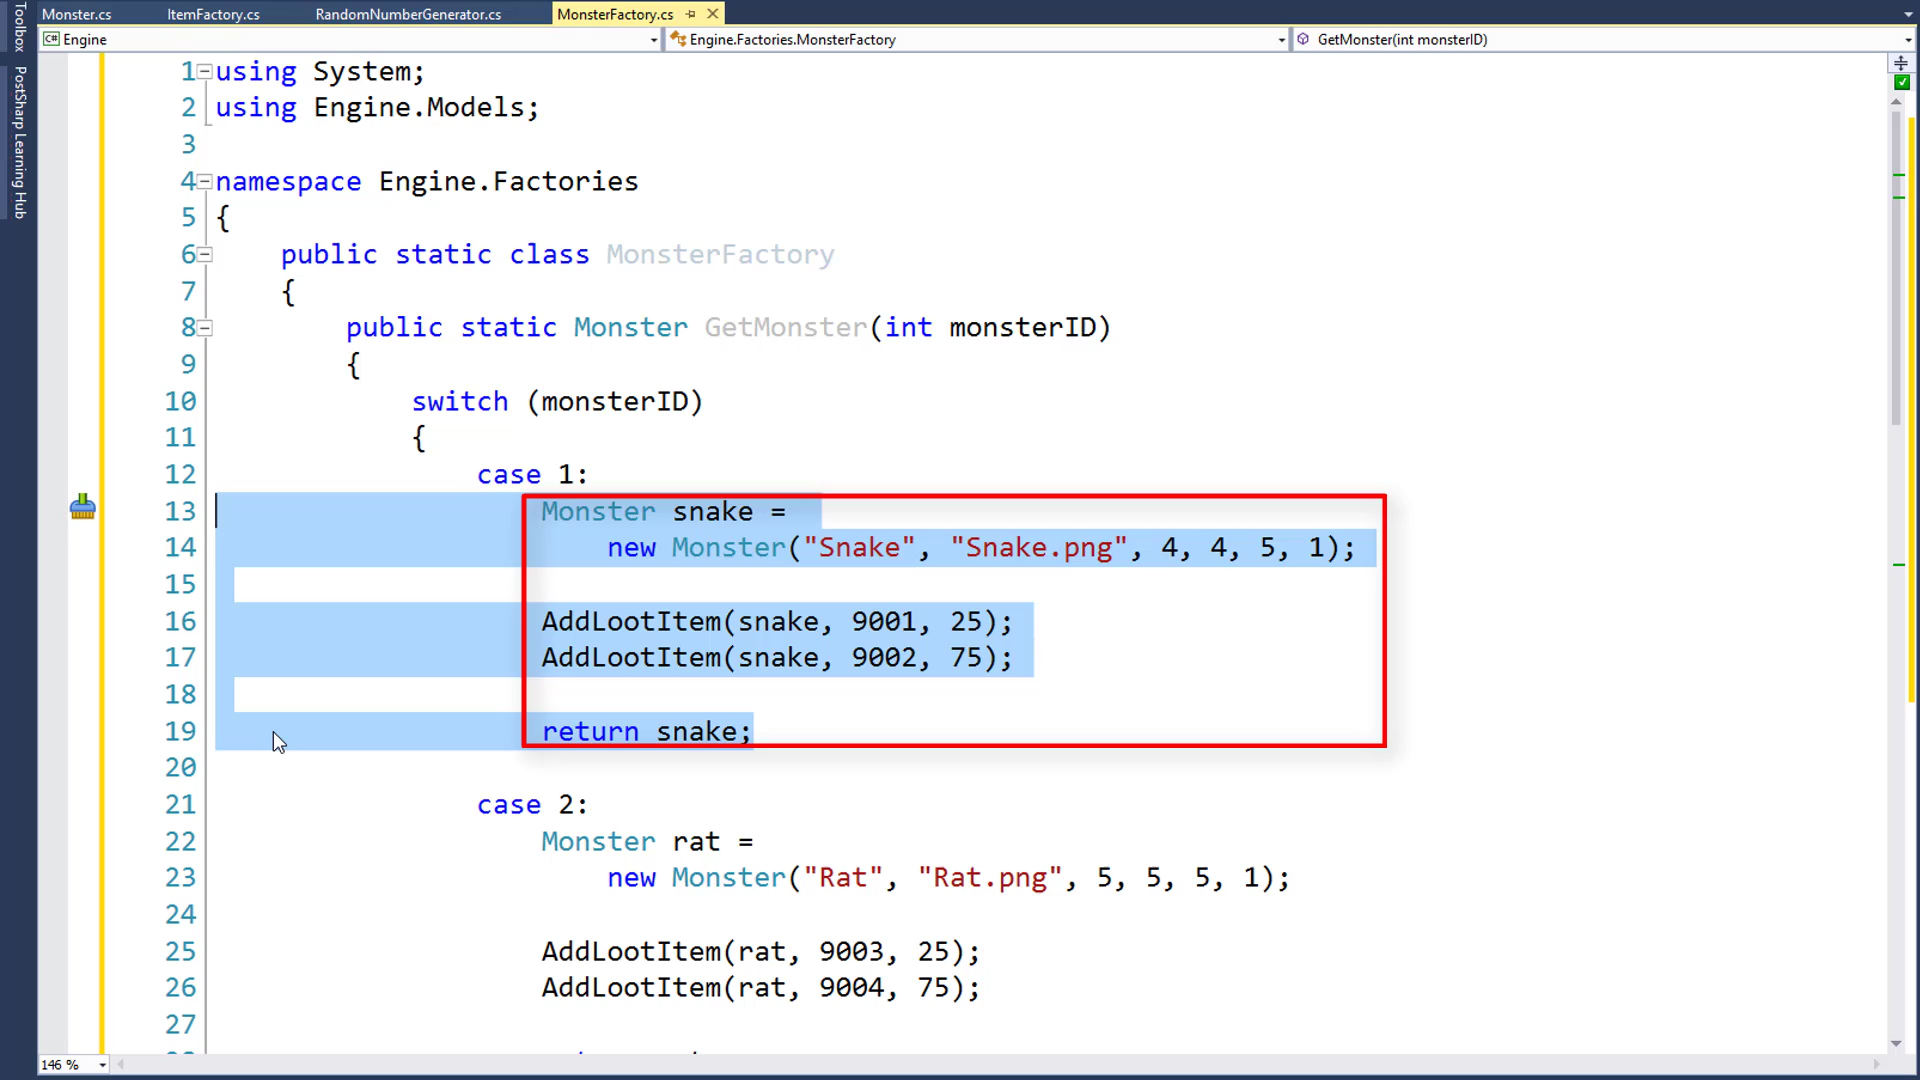 Monster.cs ItemFactory.cs RandomNumberGenerator.cs MonsterFactory.cs
Toolbox
PostSharp Learning Hub
C# Engine Engine.Factories.MonsterFactory GetMonster(int monsterID)
1 using System;
2 using Engine.Models;
3
4 namespace Engine.Factories
5 {
6 public static class MonsterFactory
7 {
8 public static Monster GetMonster(int monsterID)
9 {
10 switch (monsterID)
11 {
12 case 1:
13 Monster snake =
14 new Monster("Snake", "Snake.png", 4, 4, 5, 1);
15
16 AddLootItem(snake, 9001, 25);
17 AddLootItem(snake, 9002, 75);
18
19 return snake;
20
21 case 2:
22 Monster rat =
23 new Monster("Rat", "Rat.png", 5, 5, 5, 1);
24
25 AddLootItem(rat, 9003, 25);
26 AddLootItem(rat, 9004, 75);
27
146 %